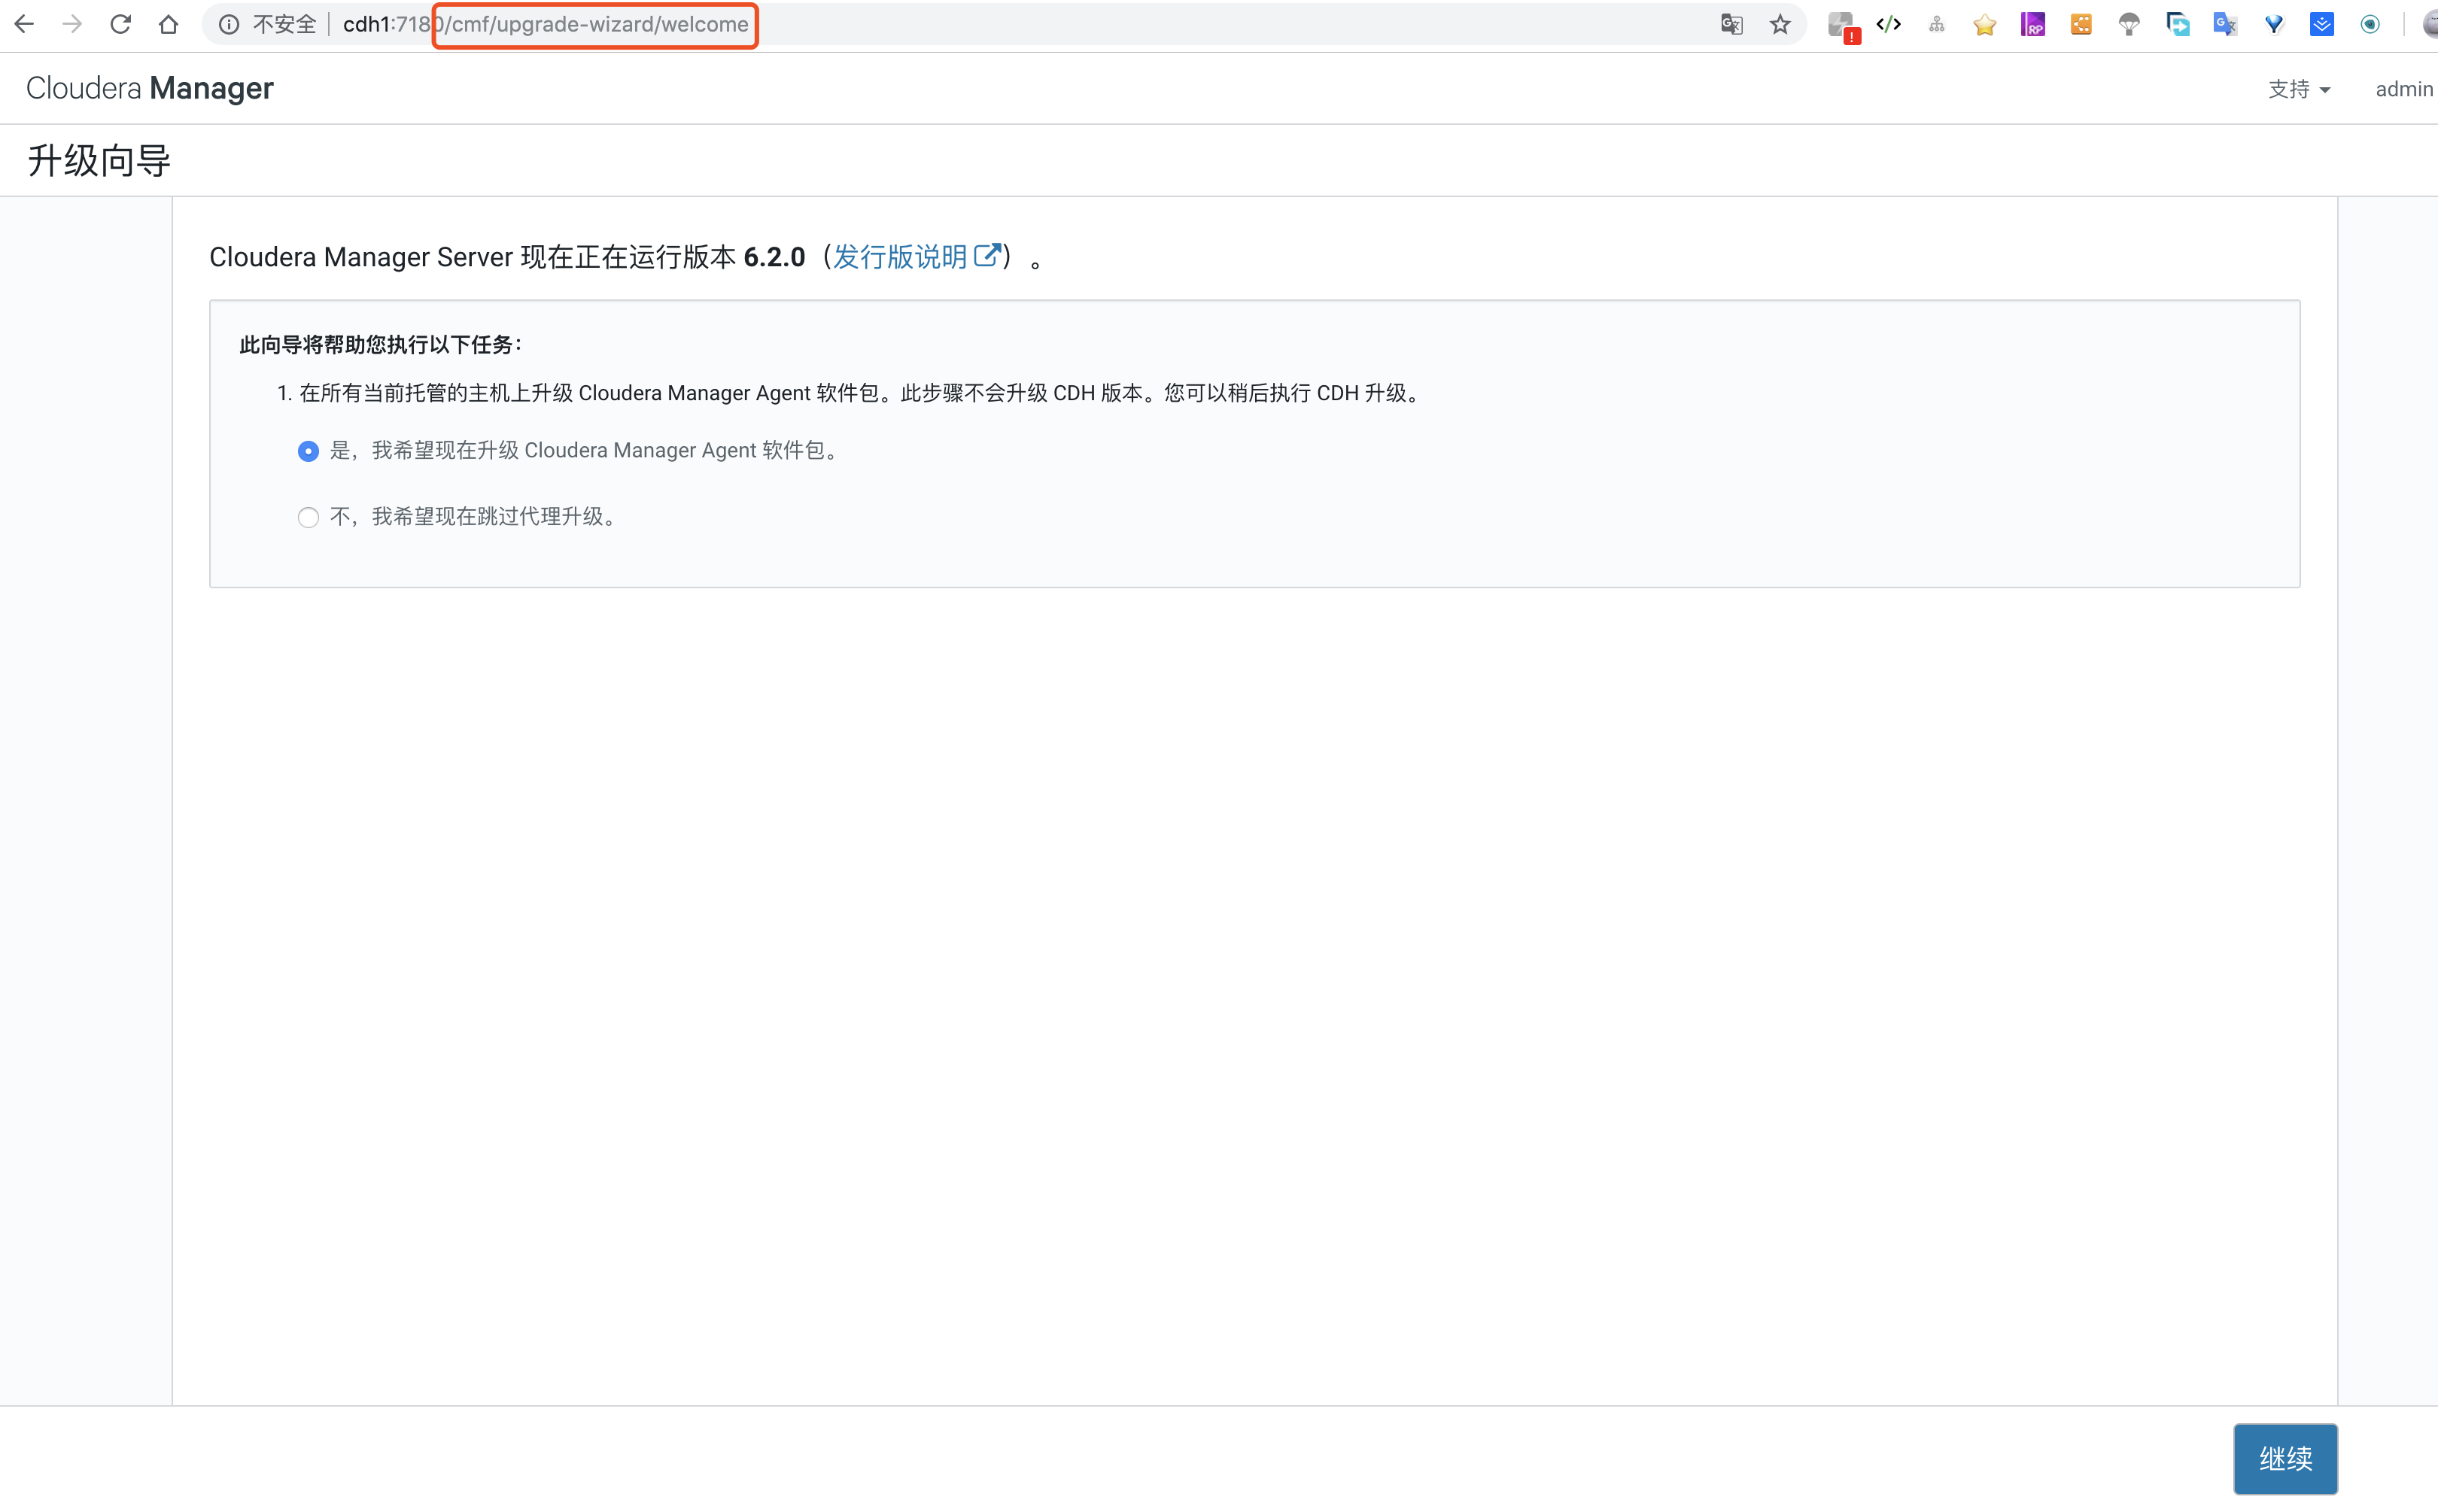 不安全 cdh1:7180/cmf/upgrade-wizard/welcome
Cloudera Manager
支持
admin
升级向导
Cloudera Manager Server 现在正在运行版本 6.2.0（发行版说明）。
此向导将帮助您执行以下任务：
1. 在所有当前托管的主机上升级 Cloudera Manager Agent 软件包。此步骤不会升级 CDH 版本。您可以稍后执行 CDH 升级。
是，我希望现在升级 Cloudera Manager Agent 软件包。
不，我希望现在跳过代理升级。
继续